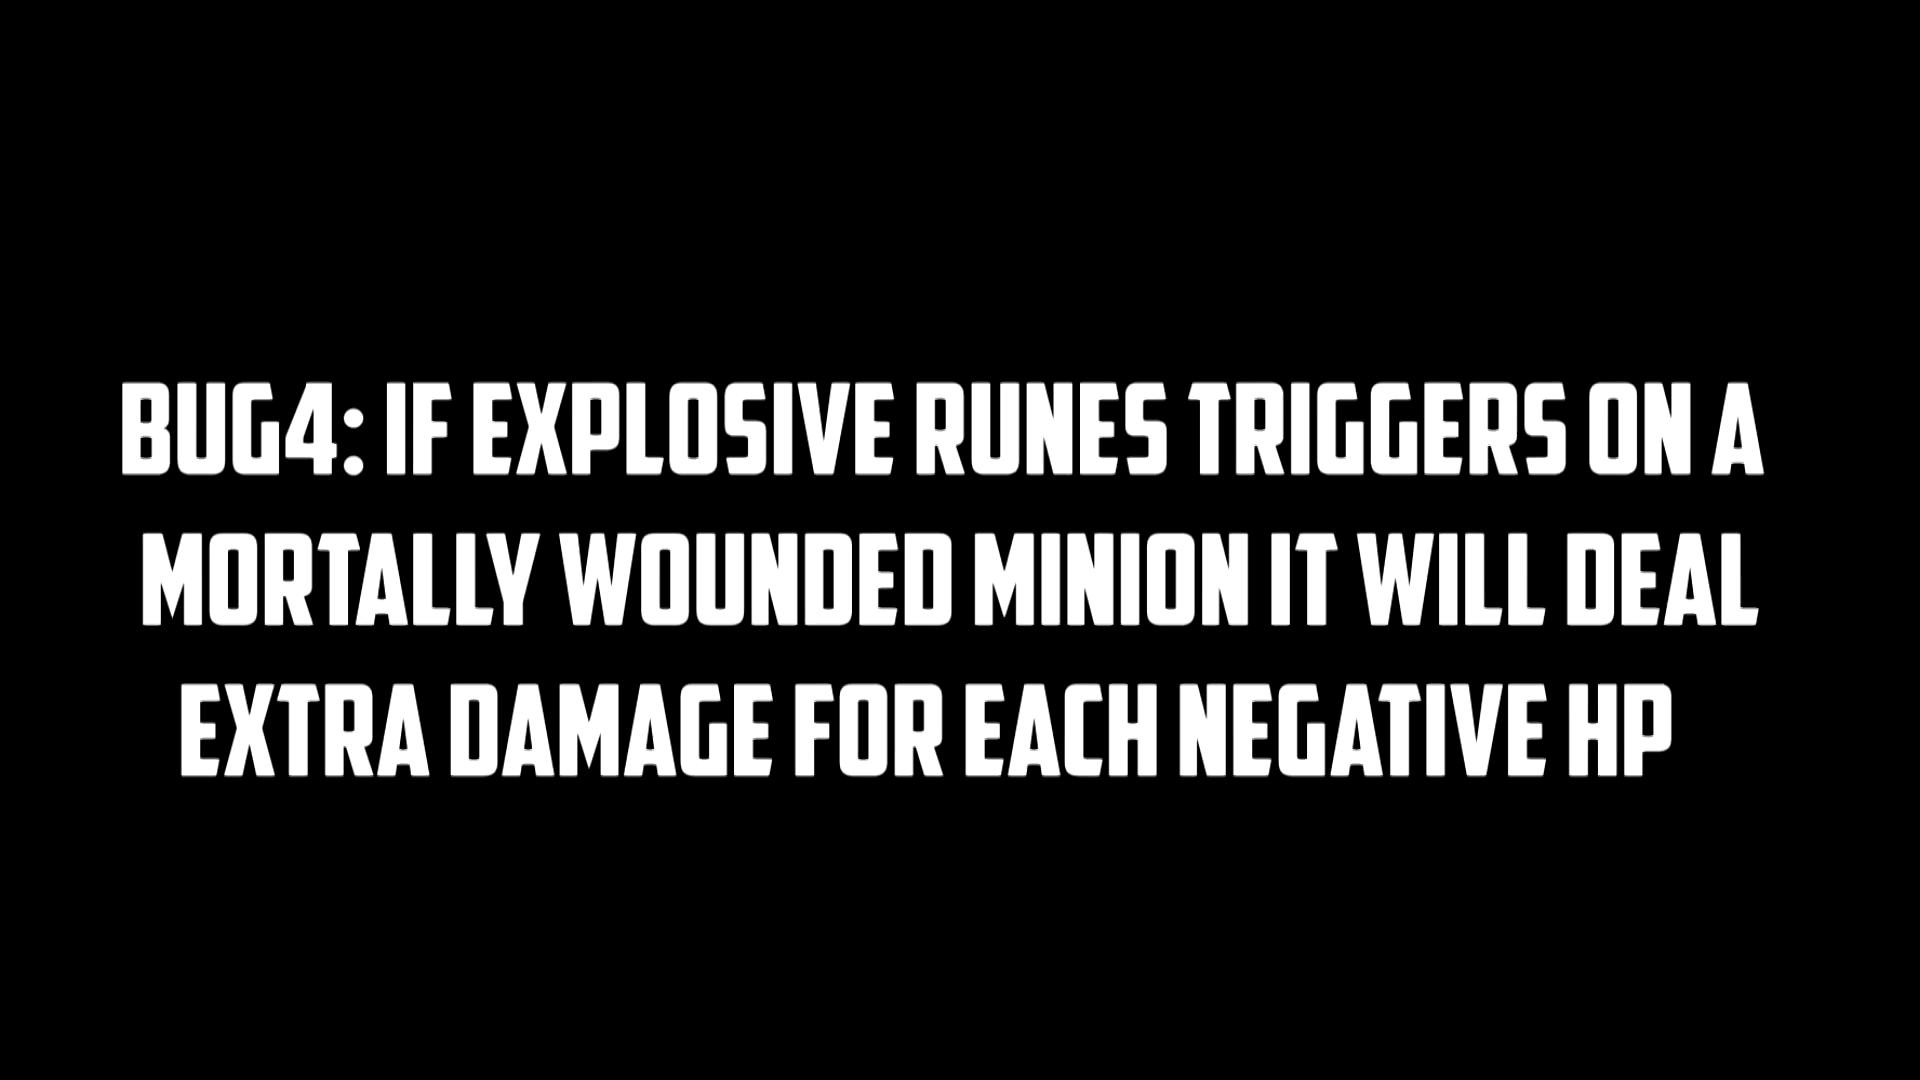 BUG4: IF EXPLOSIVE RUNES TRIGGERS ON A
MORTALLY WOUNDED MINION IT WILL DEAL
EXTRA DAMAGE FOR EACH NEGATIVE HP